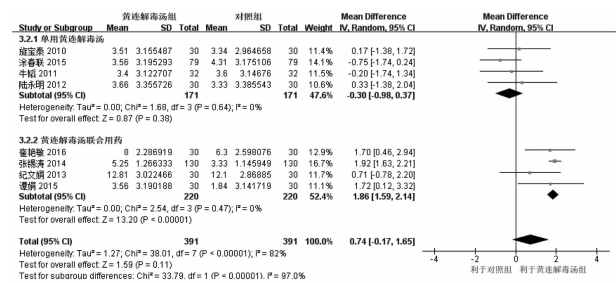 黄连解毒汤组 对照组 Mean Difference Mean Difference
Study or Subgroup Mean SD Total Mean SD Total Weight IV, Random, 95% CI IV, Random, 95% CI
3.2.1 单用黄连解毒汤
旋宝泰 2010 3.51 3.155487 30 3.34 2.964658 30 11.4% 0.17 [-1.38, 1.72]
涂春联 2015 3.56 3.195293 79 4.31 3.175106 79 14.9% -0.75 [-1.74, 0.24]
牛韬 2011 3.4 3.122707 32 3.6 3.14676 32 11.5% -0.20 [-1.74, 1.34]
陆永明 2012 3.66 3.355726 30 3.33 3.385543 30 10.6% 0.33 [-1.38, 2.04]
Subtotal (95% CI) 171 171 47.6% -0.30 [-0.98, 0.37]
Heterogeneity: Tau² = 0.00; Chi² = 1.68, df = 3 (P = 0.64); I² = 0%
Test for overall effect: Z = 0.87 (P = 0.38)
3.2.2 黄连解毒汤联合用药
崔艳敏 2016 8 2.286919 30 6.3 2.598076 30 12.9% 1.70 [0.46, 2.94]
张锡涛 2014 5.25 1.266333 130 3.33 1.145949 130 16.6% 1.92 [1.63, 2.21]
纪文娟 2013 12.81 3.022466 30 12.1 2.86885 30 11.7% 0.71 [-0.78, 2.20]
谭娟 2015 3.56 3.190188 30 1.84 3.141719 30 11.2% 1.72 [0.12, 3.32]
Subtotal (95% CI) 220 220 52.4% 1.86 [1.59, 2.14]
Heterogeneity: Tau² = 0.00; Chi² = 2.54, df = 3 (P = 0.47); I² = 0%
Test for overall effect: Z = 13.20 (P < 0.00001)
Total (95% CI) 391 391 100.0% 0.74 [-0.17, 1.65]
Heterogeneity: Tau² = 1.27; Chi² = 38.01, df = 7 (P < 0.00001); I² = 82%
Test for overall effect: Z = 1.59 (P = 0.11)
Test for subgroup differences: Chi² = 33.79, df = 1 (P < 0.00001), I² = 97.0%
-4 -2 0 2 4
利于对照组 利于黄连解毒汤组